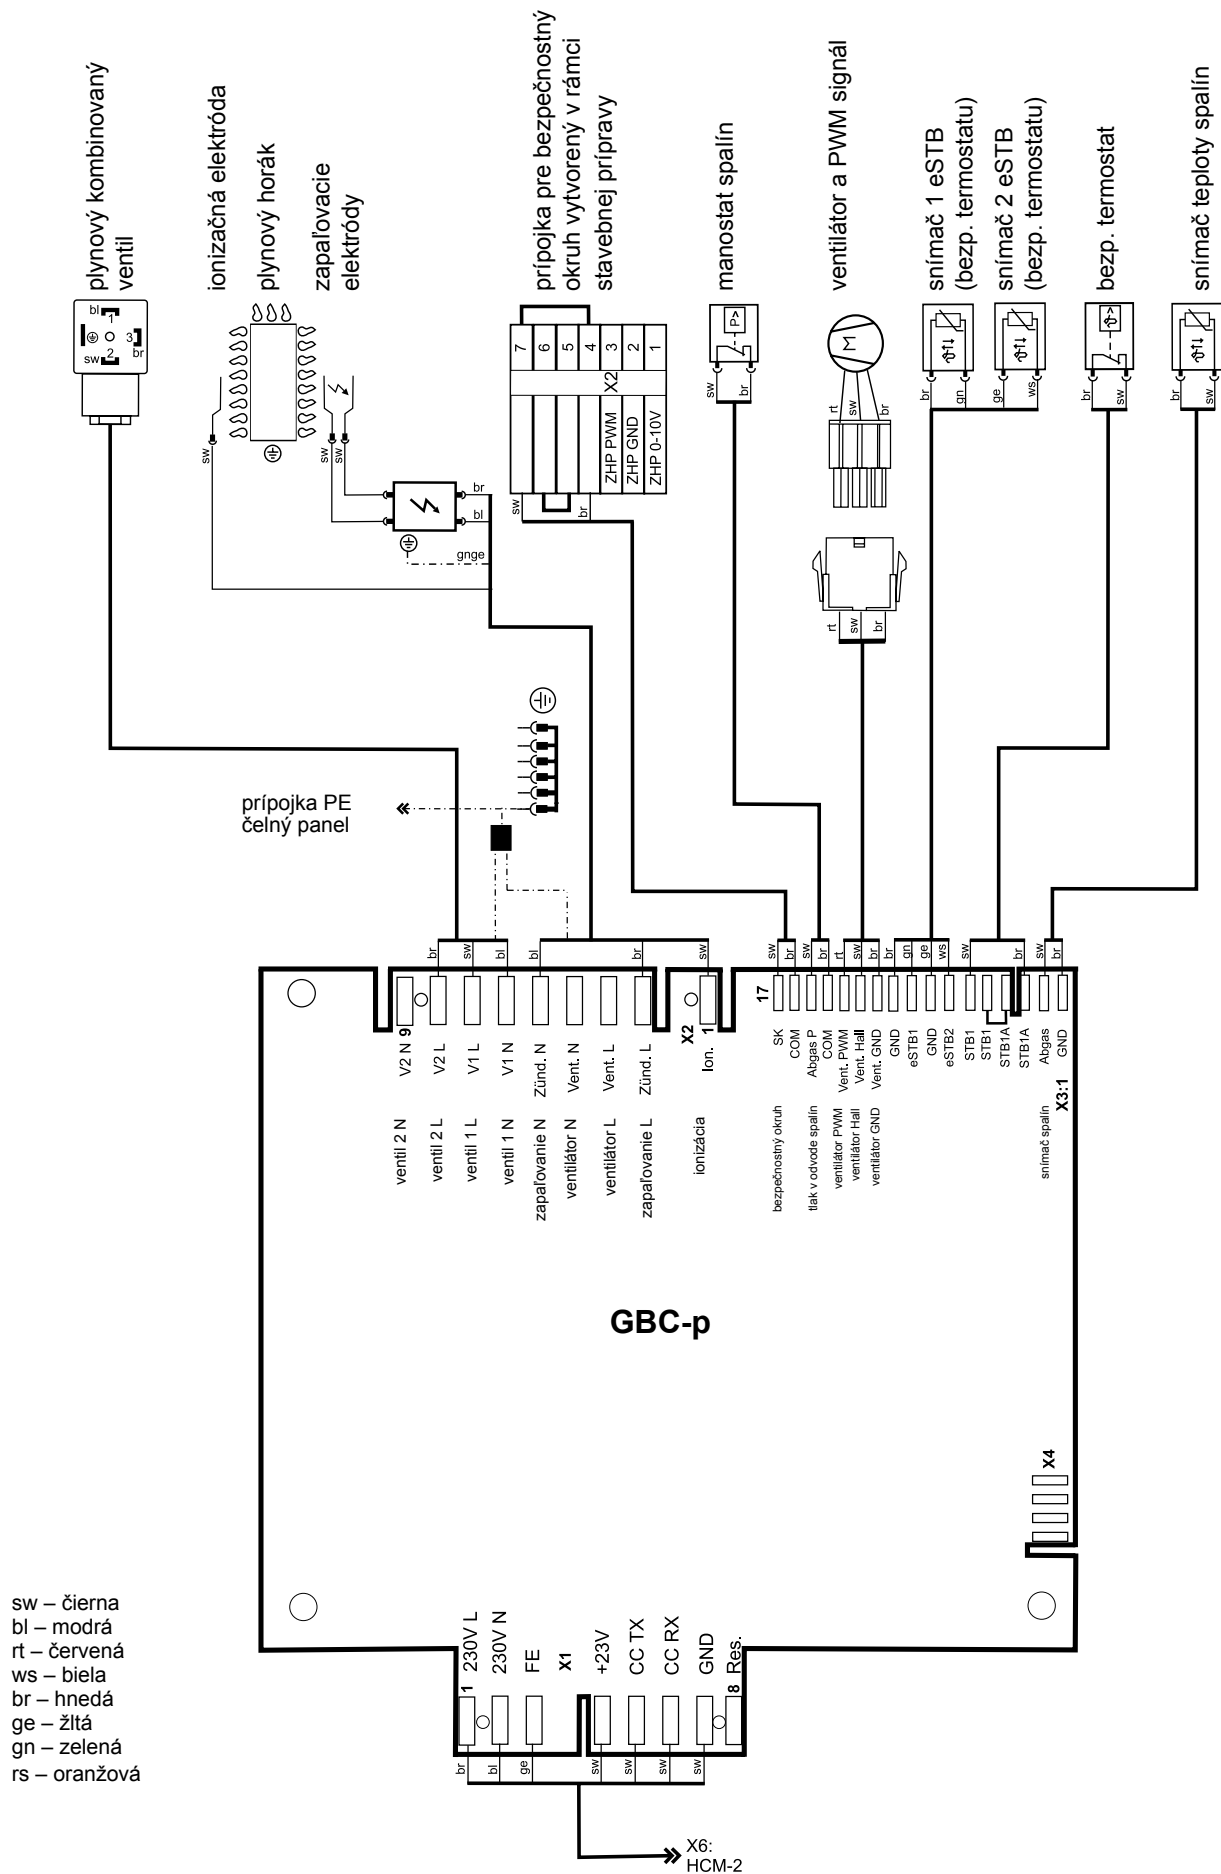 plynový kombinovaný
ventil
ionizačná elektróda
plynový horák
zapaľovacie
elektródy
prípojka pre bezpečnostný
okruh vytvorený v rámci
stavebnej prípravy
manostat spalín
ventilátor a PWM signál
snímač 1 eSTB
(bezp. termostatu)
snímač 2 eSTB
(bezp. termostatu)
bezp. termostat
snímač teploty spalín
bl
1
3
br
sw
2
sw
sw
sw
br
bl
gnge
7
6
5
4
3
2
1
X2
ZHP PWM
ZHP GND
ZHP 0-10V
sw
br
P>
sw
br
M
rt
sw
br
rt
sw
br
br
gn
ge
ws
br
sw
br
sw
prípojka PE
čelný panel
br
sw
bl
bl
br
sw
sw
br
sw
br
rt
sw
br
br
gn
ge
ws
sw
br
sw
br
V2 N 9
V2 L
V1 L
V1 N
Zünd. N
Vent. N
Vent. L
Zünd. L
X2
Ion. 1
17
SK
COM
Abgas P
COM
Vent. PWM
Vent. Hall
Vent. GND
GND
eSTB1
GND
eSTB2
STB1
STB1
STB1A
STB1A
Abgas
GND
X3:1
ventil 2 N
ventil 2 L
ventil 1 L
ventil 1 N
zapaľovanie N
ventilátor N
ventilátor L
zapaľovanie L
ionizácia
bezpečnostný okruh
tlak v odvode spalín
ventilátor PWM
ventilátor Hall
ventilátor GND
snímač spalín
GBC-p
X4
1 230V L
230V N
FE
X1
+23V
CC TX
CC RX
GND
8 Res.
br
bl
ge
sw
sw
sw
sw
X6:
HCM-2
sw – čierna
bl – modrá
rt – červená
ws – biela
br – hnedá
ge – žltá
gn – zelená
rs – oranžová